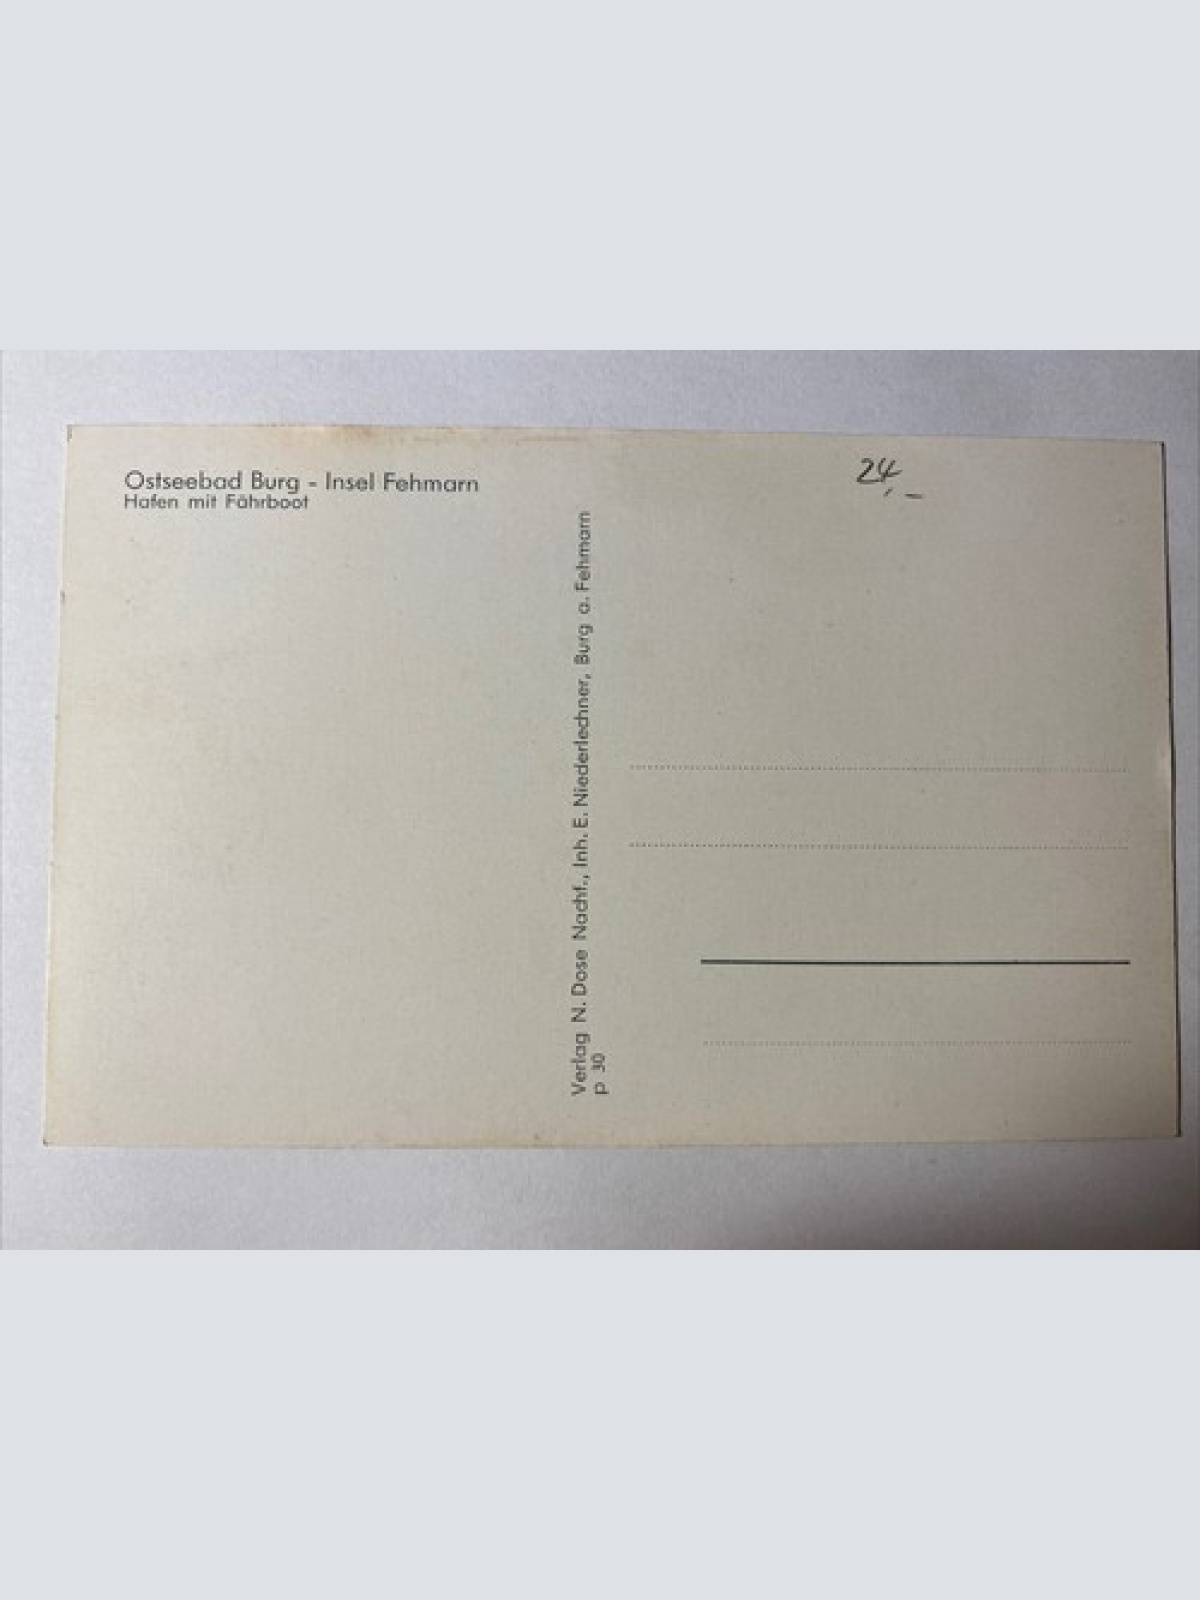 Ostseebad Burg - Insel Fehmarn
Hafen mit Fährboot
24,-
Verlag N. Dose Nachf., Inh. E. Niederlechner, Burg a. Fehmarn
P 30